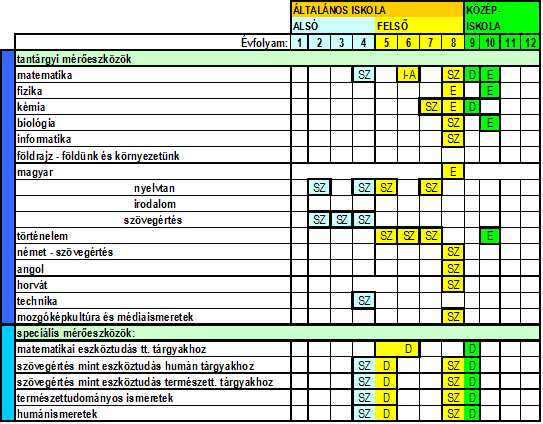 ÁLTALÁNOS ISKOLA KÖZÉP-
ALSÓ FELSŐ ISKOLA
Évfolyam: 1 2 3 4 5 6 7 8 9 10 11 12
tantárgyi mérőeszközök
matematika SZ I-A SZ D E
fizika E E
kémia SZ E D
biológia SZ E
informatika SZ
földrajz - földünk és környezetünk
magyar E
nyelvtan SZ SZ SZ SZ
irodalom
szövegértés SZ SZ SZ
történelem SZ SZ SZ E
német - szövegértés SZ
angol SZ
horvát SZ
technika SZ
mozgóképkultúra és médiaismeretek SZ
speciális mérőeszközök:
matematikai eszköztudás tt. tárgyakhoz D D
szövegértés mint eszköztudás humán tárgyakhoz SZ D SZ D
szövegértés mint eszköztudás természett. tárgyakhoz SZ D SZ D
természettudományos ismeretek SZ D SZ D
humánismeretek SZ D SZ D